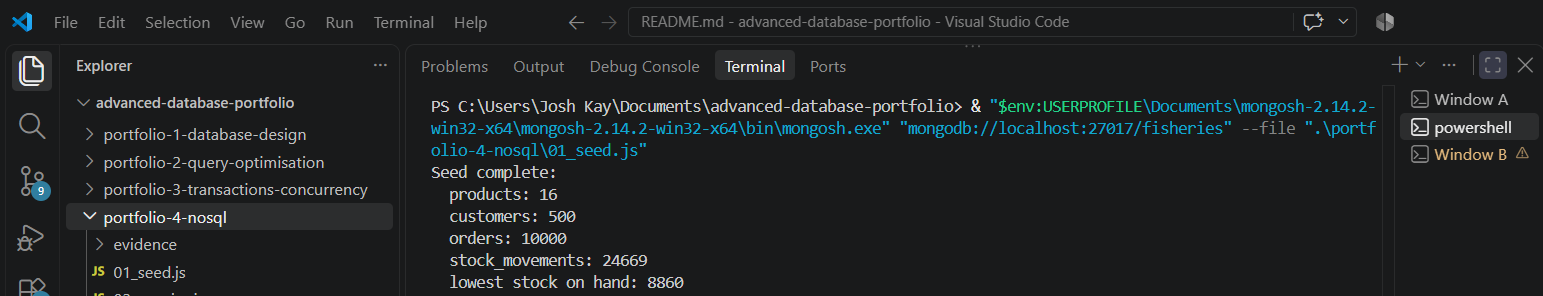 File Edit Selection View Go Run Terminal Help
README.md - advanced-database-portfolio - Visual Studio Code
Explorer
advanced-database-portfolio
portfolio-1-database-design
portfolio-2-query-optimisation
portfolio-3-transactions-concurrency
portfolio-4-nosql
evidence
JS 01_seed.js
9
Problems Output Debug Console Terminal Ports
PS C:\Users\Josh Kay\Documents\advanced-database-portfolio> & "$env:USERPROFILE\Documents\mongosh-2.14.2-
win32-x64\mongosh-2.14.2-win32-x64\bin\mongosh.exe" "mongodb://localhost:27017/fisheries" --file ".\portf
olio-4-nosql\01_seed.js"
Seed complete:
products: 16
customers: 500
orders: 10000
stock_movements: 24669
lowest stock on hand: 8860
Window A
powershell
Window B